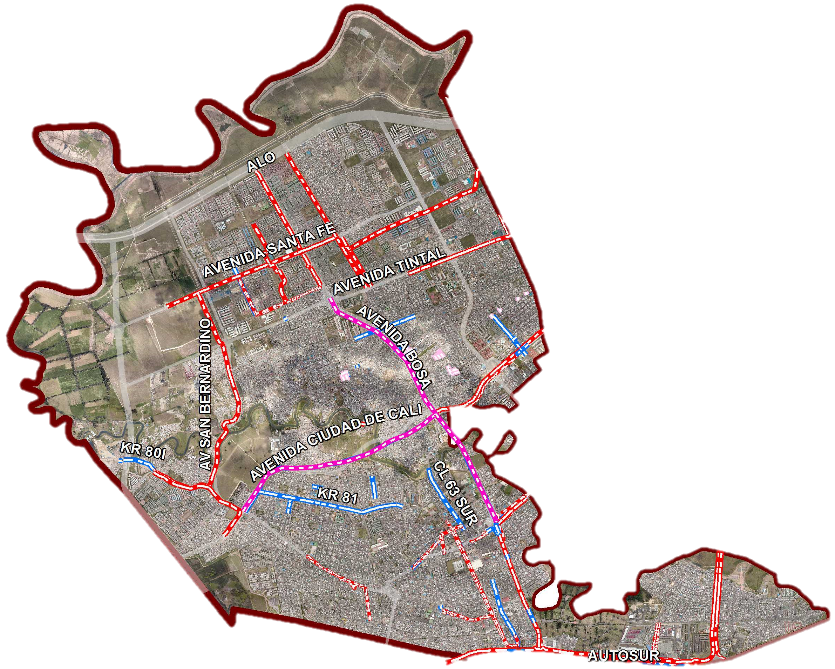 ALO
AVENIDA SANTA FE
AVENIDA TINTAL
AVENIDA BOSA
AV SAN BERNARDINO
AVENIDA CIUDAD DE CALI
KR 80I
KR 81
CL 63 SUR
AUTOSUR